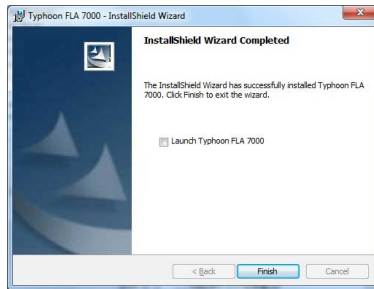 Typhoon FLA 7000 - InstallShield Wizard
InstallShield Wizard Completed
The InstallShield Wizard has successfully installed Typhoon FLA
7000. Click Finish to exit the wizard.
Launch Typhoon FLA 7000
< Back
Finish
Cancel